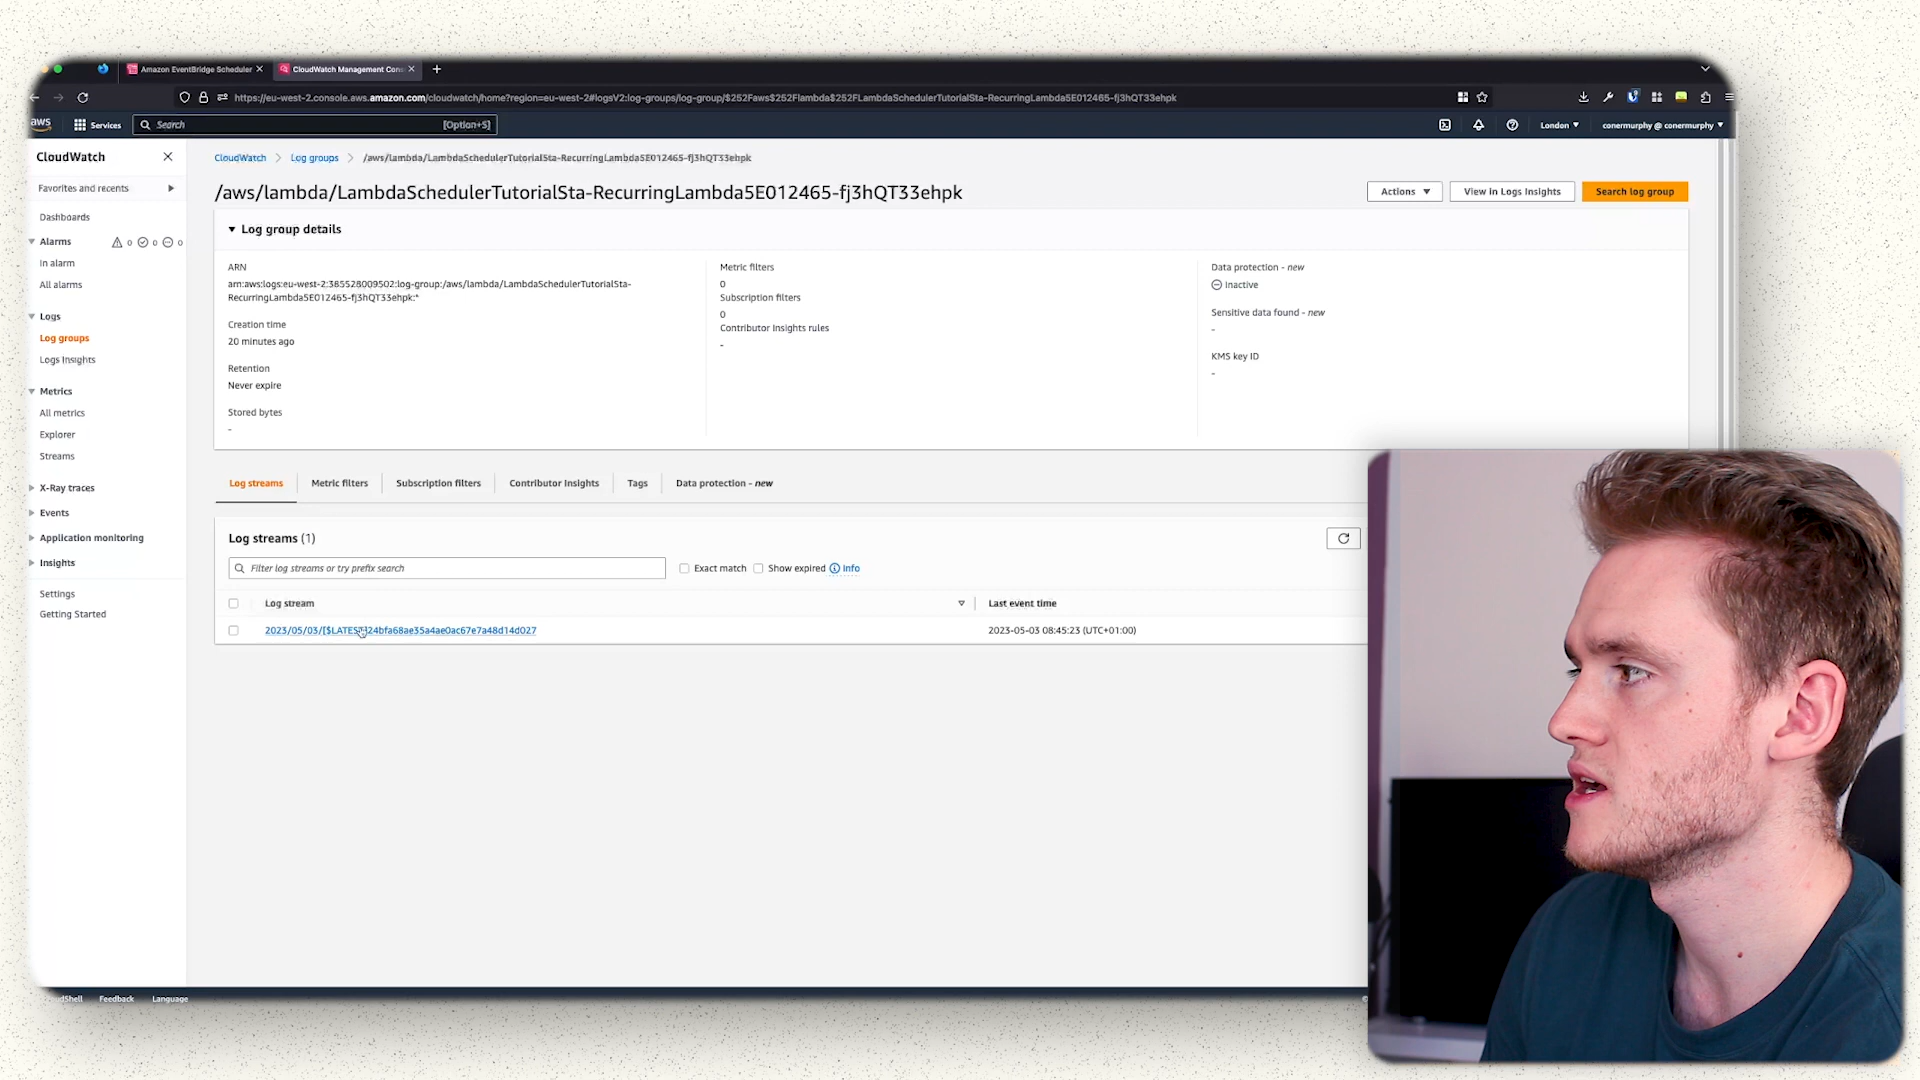 Amazon EventBridge Scheduler
CloudWatch Management Con
https://eu-west-2.console.aws.amazon.com/cloudwatch/home?region=eu-west-2#logsV2:log-groups/log-group/$252Faws$252Flambda$252FLambdaSchedulerTutorialSta-RecurringLambda5E012465-fj3hQT33ehpk
aws
Services
Search
[Option+S]
London
conermurphy @ conermurphy
CloudWatch
Favorites and recents
Dashboards
Alarms
0
0
0
In alarm
All alarms
Logs
Log groups
Logs Insights
Metrics
All metrics
Explorer
Streams
X-Ray traces
Events
Application monitoring
Insights
Settings
Getting Started
CloudWatch
Log groups
/aws/lambda/LambdaSchedulerTutorialSta-RecurringLambda5E012465-fj3hQT33ehpk
/aws/lambda/LambdaSchedulerTutorialSta-RecurringLambda5E012465-fj3hQT33ehpk
Actions
View in Logs Insights
Search log group
Log group details
ARN
arn:aws:logs:eu-west-2:385528009502:log-group:/aws/lambda/LambdaSchedulerTutorialSta-
RecurringLambda5E012465-fj3hQT33ehpk:*
Creation time
20 minutes ago
Retention
Never expire
Stored bytes
-
Metric filters
0
Subscription filters
0
Contributor Insights rules
-
Data protection - new
Inactive
Sensitive data found - new
-
KMS key ID
-
Log streams
Metric filters
Subscription filters
Contributor Insights
Tags
Data protection - new
Log streams (1)
Filter log streams or try prefix search
Exact match
Show expired
Info
Log stream
Last event time
2023/05/03/[$LATEST]24bfa68ae35a4ae0ac67e7a48d14d027
2023-05-03 08:45:23 (UTC+01:00)
Feedback
Language